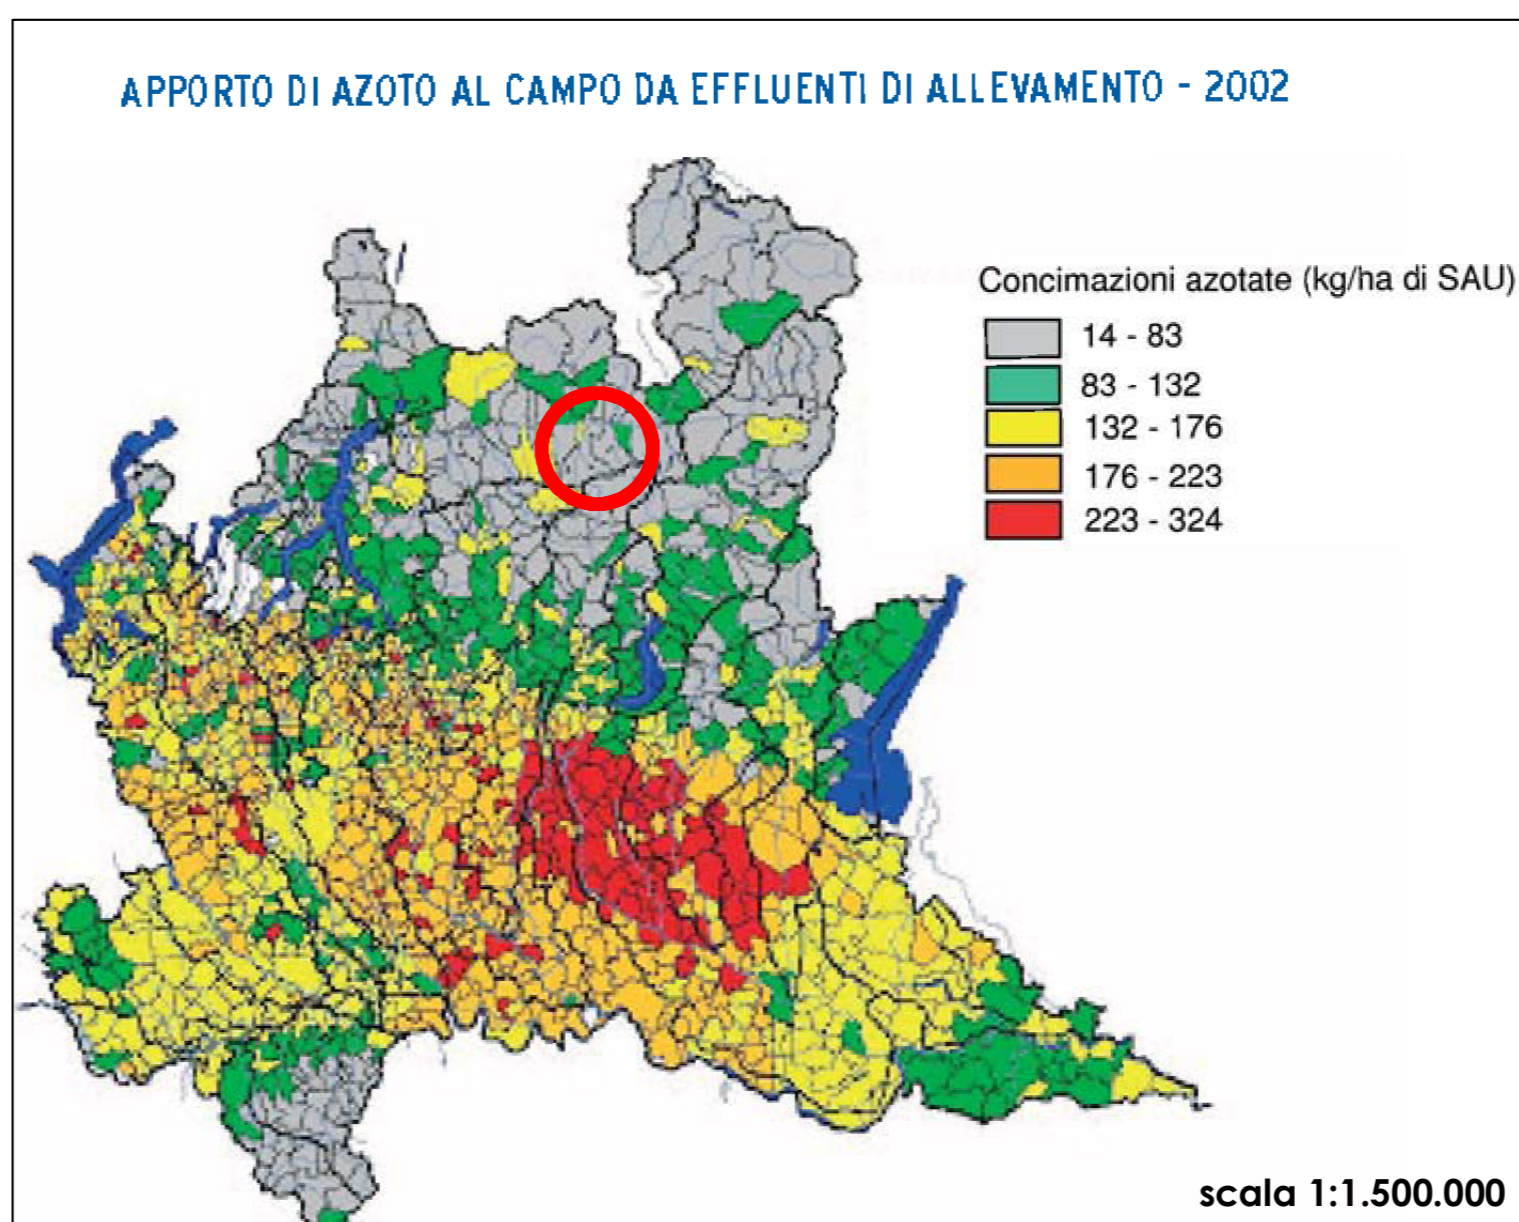 APPORTO DI AZOTO AL CAMPO DA EFFLUENTI DI ALLEVAMENTO - 2002
Concimazioni azotate (kg/ha di SAU)
14 - 83
83 - 132
132 - 176
176 - 223
223 - 324
scala 1:1.500.000